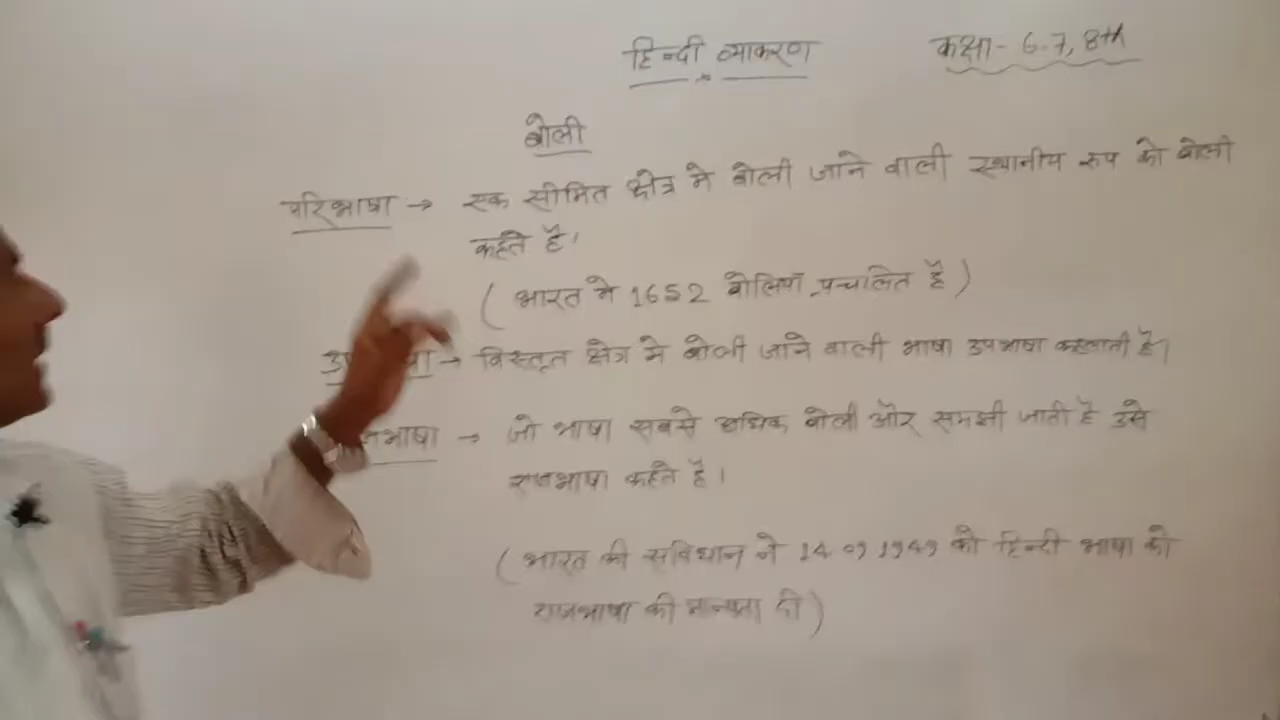 हिन्दी व्याकरण कक्षा - 6.7, 8th
बोली
परिभाषा → एक सीमित क्षेत्र मे बोली जाने वाली स्थानीय रुप को बोली
कहते है।
( भारत मे 1652 बोलियाँ प्रचलित है )
→ विस्तृत क्षेत्र मे बोली जाने वाली भाषा उपभाषा कहलाती है।
→ जो भाषा सबसे अधिक बोली और समझी जाती है उसे
राजभाषा कहते है।
( भारत की सविधान ने 14.09.1949 को हिन्दी भाषा को
राजभाषा की मान्यता दी )